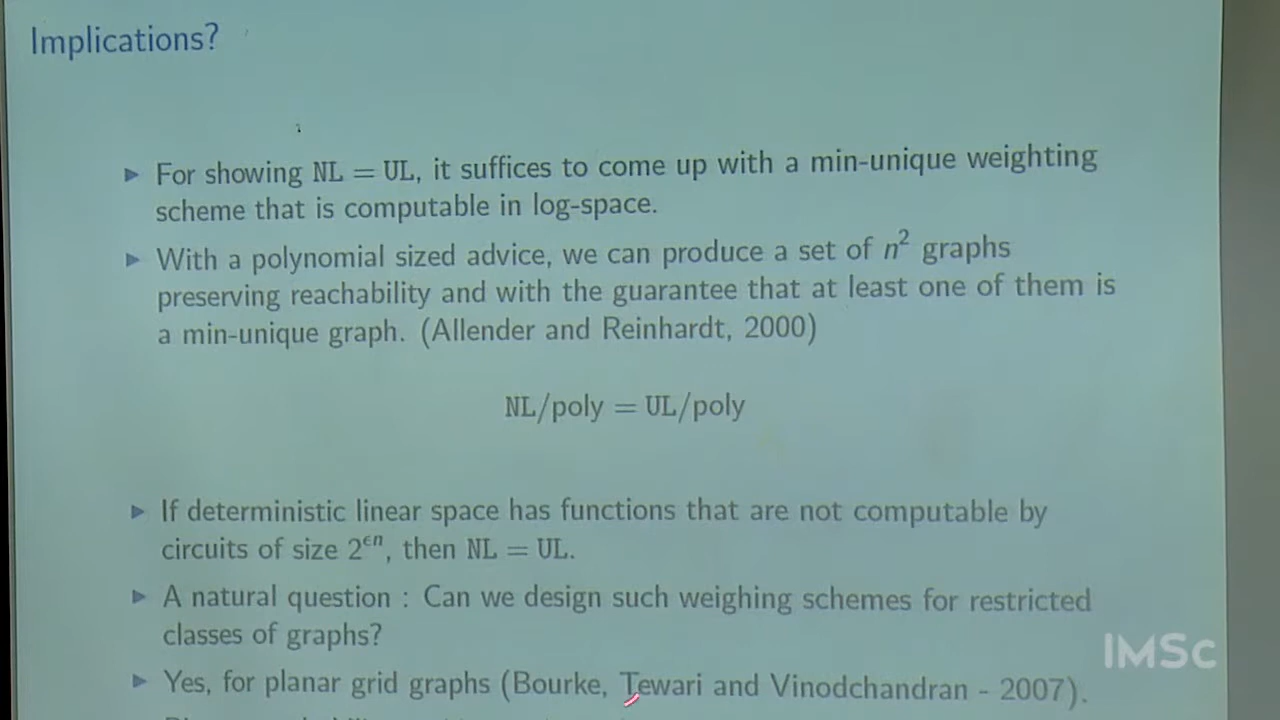 Implications?
▶ For showing NL = UL, it suffices to come up with a min-unique weighting
scheme that is computable in log-space.
▶ With a polynomial sized advice, we can produce a set of n² graphs
preserving reachability and with the guarantee that at least one of them is
a min-unique graph. (Allender and Reinhardt, 2000)
NL/poly = UL/poly
▶ If deterministic linear space has functions that are not computable by
circuits of size 2^{ϵn}, then NL = UL.
▶ A natural question : Can we design such weighing schemes for restricted
classes of graphs?
IMSc
▶ Yes, for planar grid graphs (Bourke, Tewari and Vinodchandran - 2007).